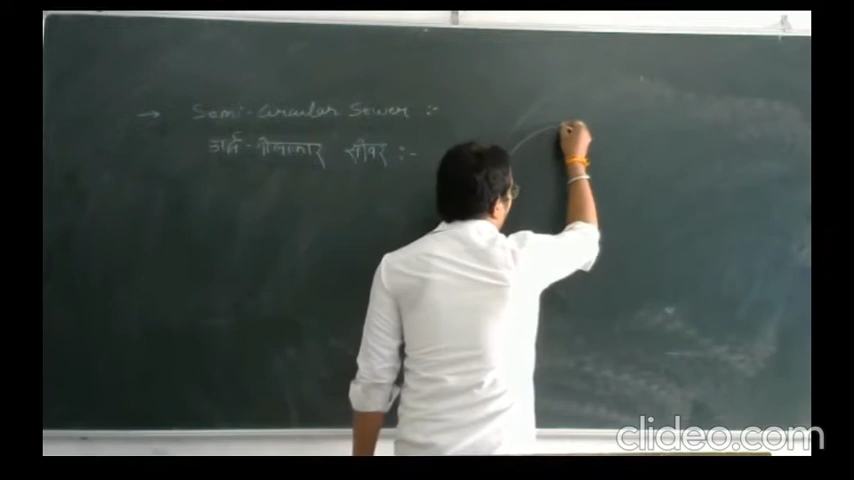 → Semi-Circular Sewer :-
अर्ध-गोलाकार सीवर :-
clideo.com